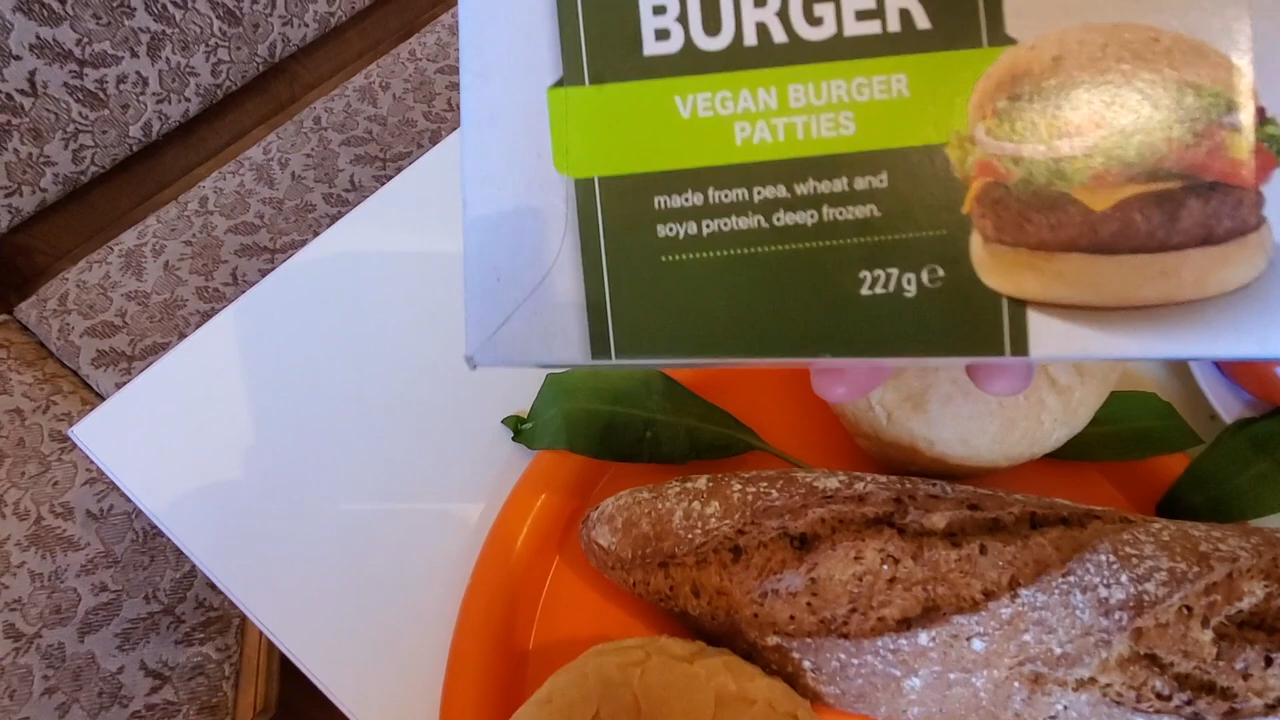 BURGER
VEGAN BURGER
PATTIES
made from pea, wheat and
soya protein, deep frozen.
227g℮